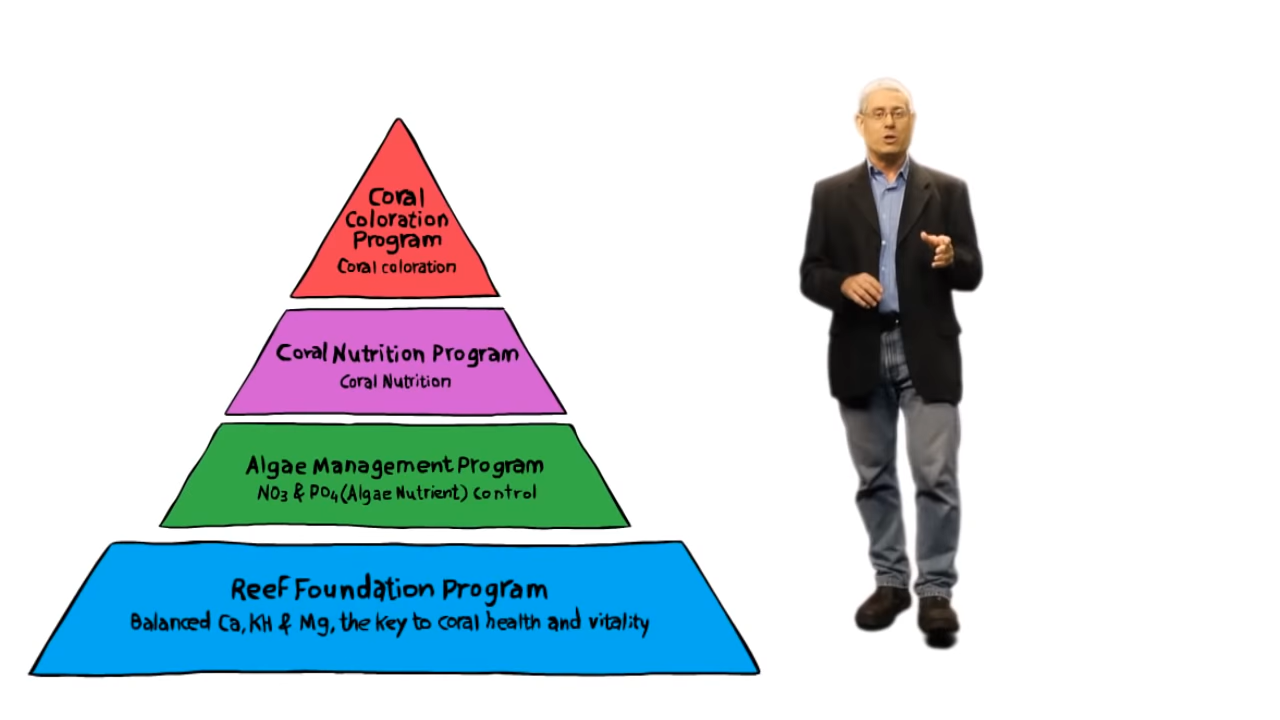 Coral
Coloration
Program
Coral coloration
Coral Nutrition Program
Coral Nutrition
Algae Management Program
NO3 & PO4 (Algae Nutrient) Control
Reef Foundation Program
Balanced Ca, KH & Mg, the key to coral health and vitality